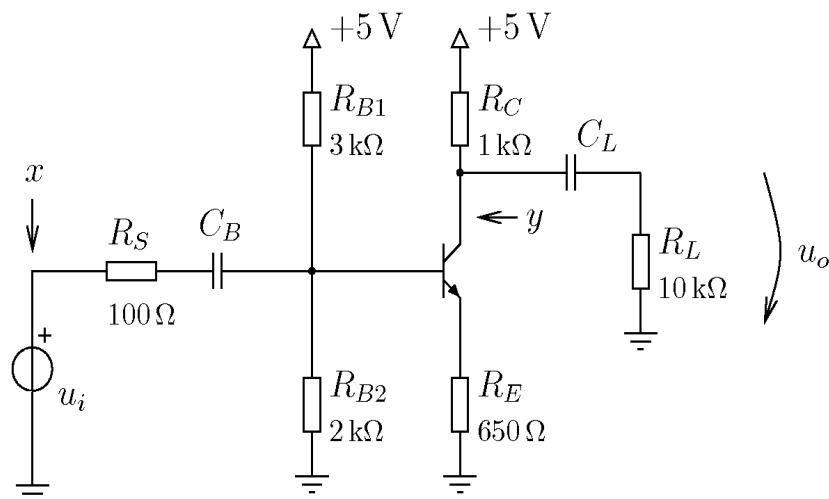 +5 V
+5 V
R_{B1}
3 kΩ
R_C
1 kΩ
C_L
x
R_S
100 Ω
C_B
y
R_L
10 kΩ
u_o
+
u_i
R_{B2}
2 kΩ
R_E
650 Ω